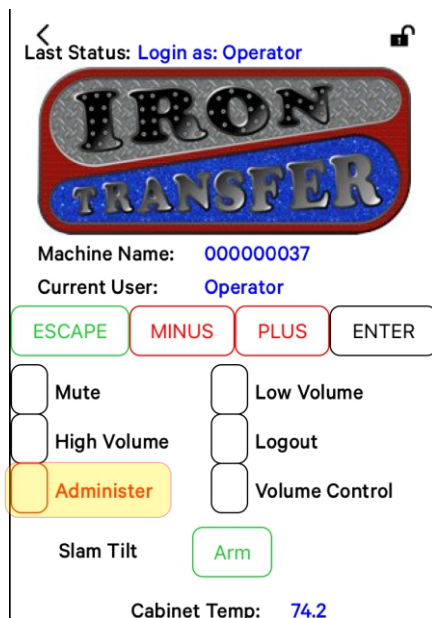 Last Status: Login as: Operator
IRON
TRANSFER
Machine Name: 000000037
Current User: Operator
ESCAPE MINUS PLUS ENTER
Mute Low Volume
High Volume Logout
Administer Volume Control
Slam Tilt Arm
Cabinet Temp: 74.2